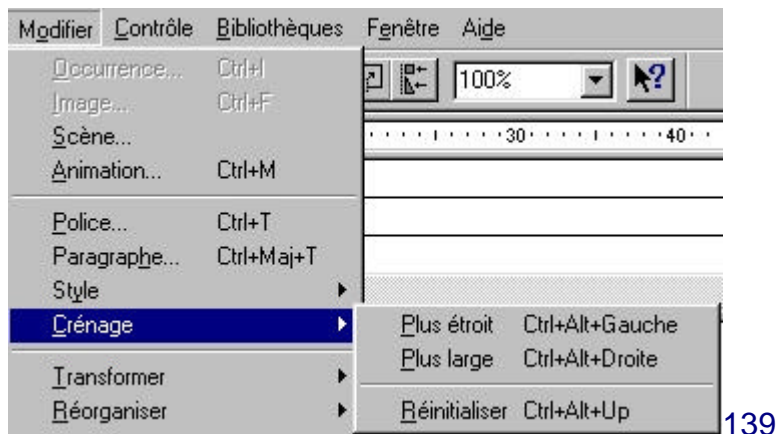 Modifier Contrôle Bibliothèques Fenêtre Aide
Occurrence... Ctrl+I
100%
Image... Ctrl+F
Scène...
30 40
Animation... Ctrl+M
Police... Ctrl+T
Paragraphe... Ctrl+Maj+T
Style
Crénage
Plus étroit Ctrl+Alt+Gauche
Plus large Ctrl+Alt+Droite
Transformer
Réorganiser
Réinitialiser Ctrl+Alt+Up
139